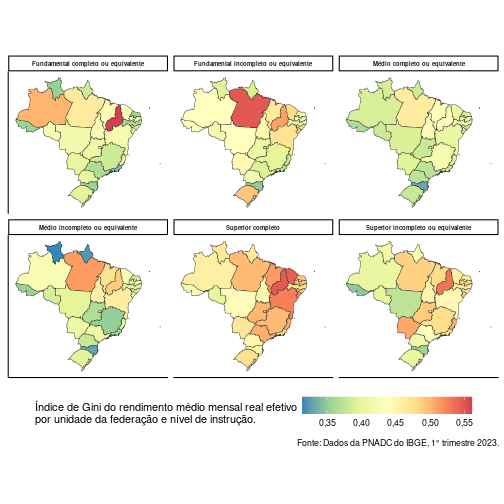 Fundamental completo ou equivalente
Fundamental incompleto ou equivalente
Médio completo ou equivalente
Médio incompleto ou equivalente
Superior completo
Superior incompleto ou equivalente
Índice de Gini do rendimento médio mensal real efetivo
por unidade da federação e nível de instrução.
0,35 0,40 0,45 0,50 0,55
Fonte: Dados da PNADC do IBGE, 1° trimestre 2023.